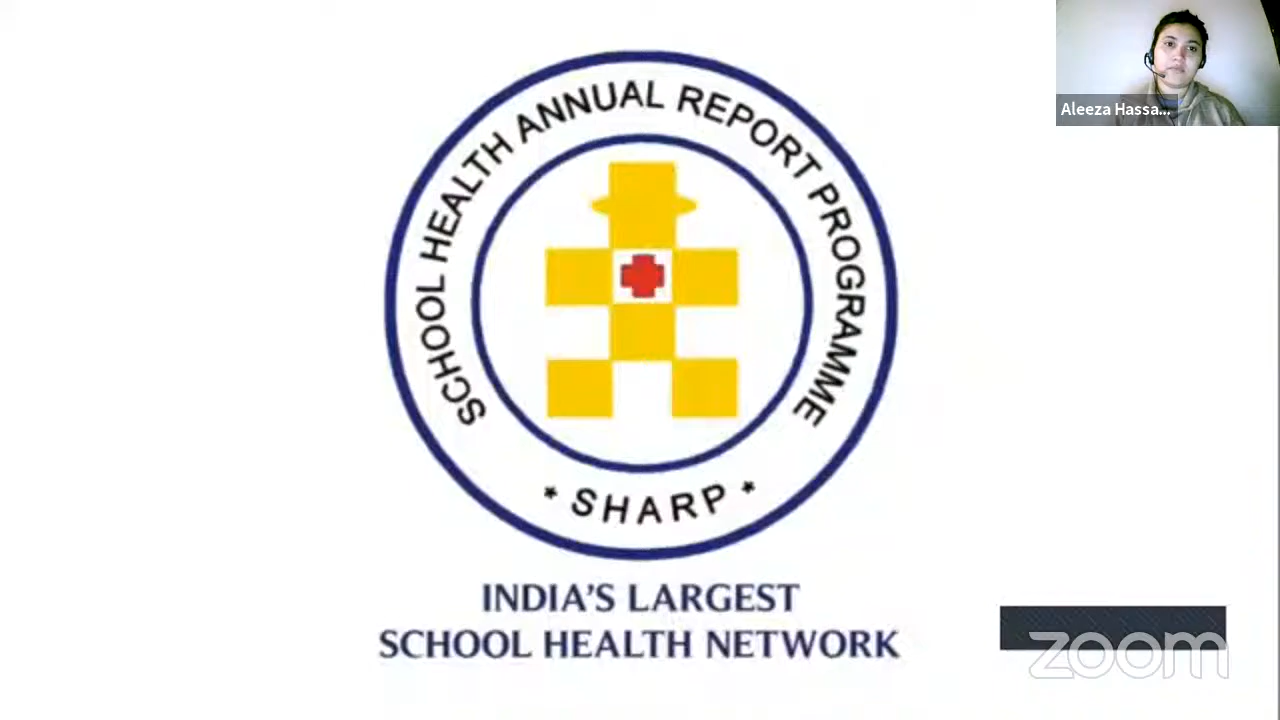 SCHOOL HEALTH ANNUAL REPORT PROGRAMME
* SHARP *
INDIA'S LARGEST
SCHOOL HEALTH NETWORK
Aleeza Hassa...
zoom